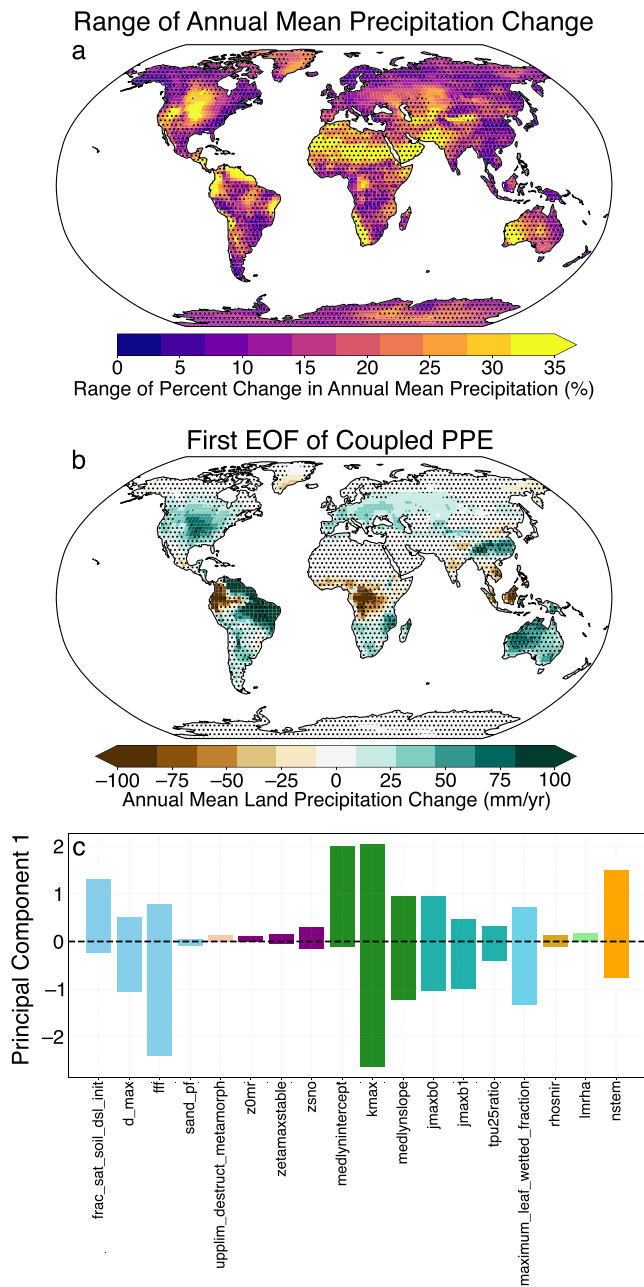 Range of Annual Mean Precipitation Change
a
0 5 10 15 20 25 30 35
Range of Percent Change in Annual Mean Precipitation (%)
First EOF of Coupled PPE
b
−100 −75 −50 −25 0 25 50 75 100
Annual Mean Land Precipitation Change (mm/yr)
c
Principal Component 1
2
1
0
−1
−2
frac_sat_soil_dsl_init
d_max
fff
sand_pf
upplim_destruct_metamorph
z0mr
zetamaxstable
zsno
medlynintercept
kmax
medlynslope
jmaxb0
jmaxb1
tpu25ratio
maximum_leaf_wetted_fraction
rhosnir
lmrha
nstem